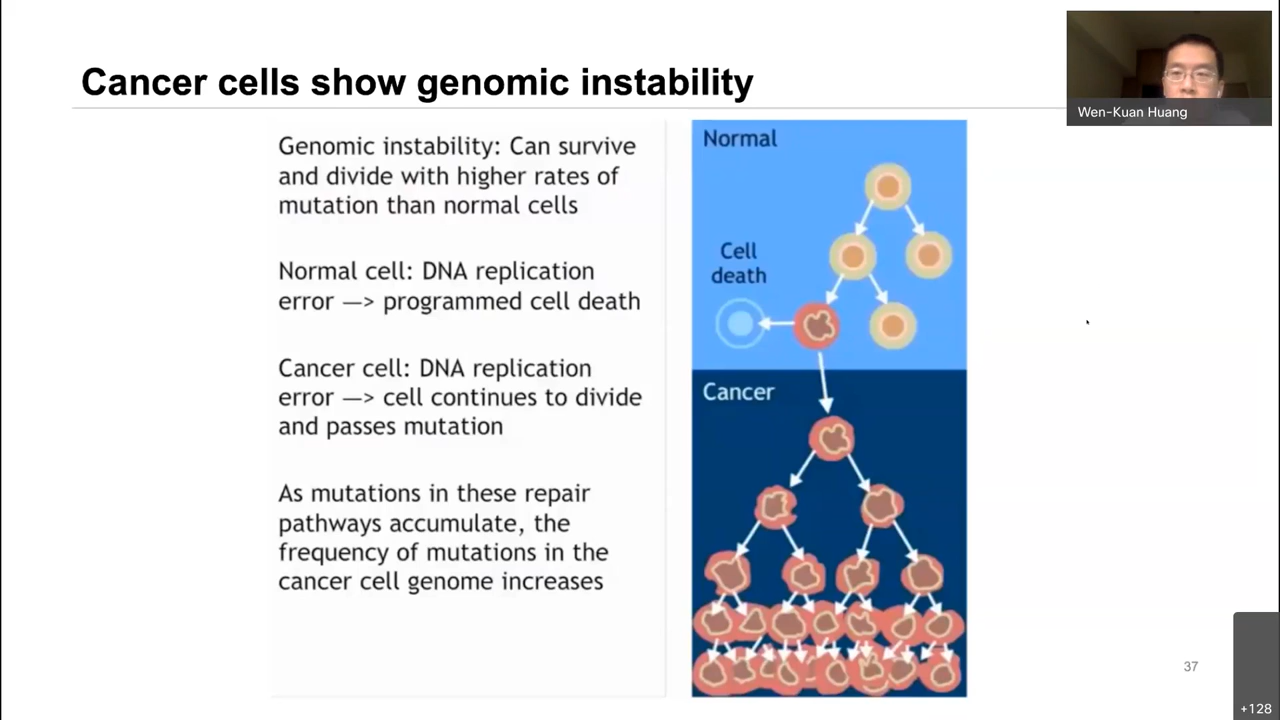 Cancer cells show genomic instability
Wen-Kuan Huang
Genomic instability: Can survive
and divide with higher rates of
mutation than normal cells
Normal cell: DNA replication
error —> programmed cell death
Cancer cell: DNA replication
error —> cell continues to divide
and passes mutation
As mutations in these repair
pathways accumulate, the
frequency of mutations in the
cancer cell genome increases
Normal
Cell
death
Cancer
37
+128